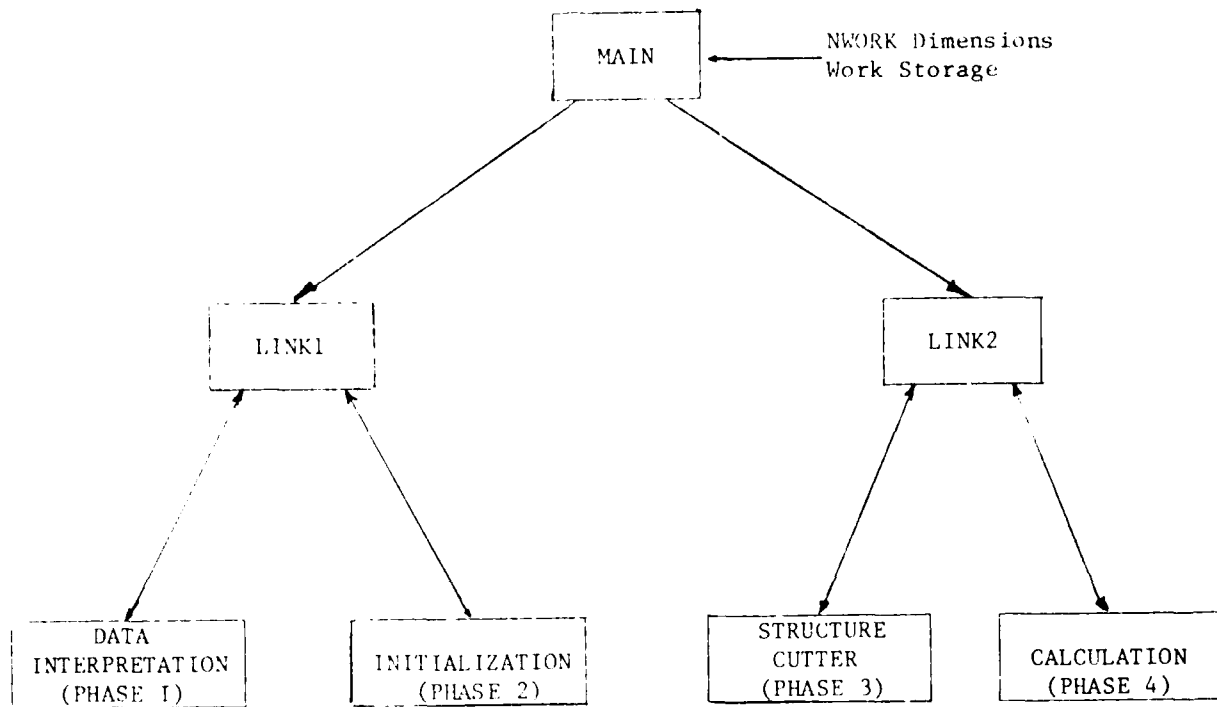 MAIN
NWORK Dimensions
Work Storage
LINK1
LINK2
DATA
INTERPRETATION
(PHASE 1)
INITIALIZATION
(PHASE 2)
STRUCTURE
CUTTER
(PHASE 3)
CALCULATION
(PHASE 4)